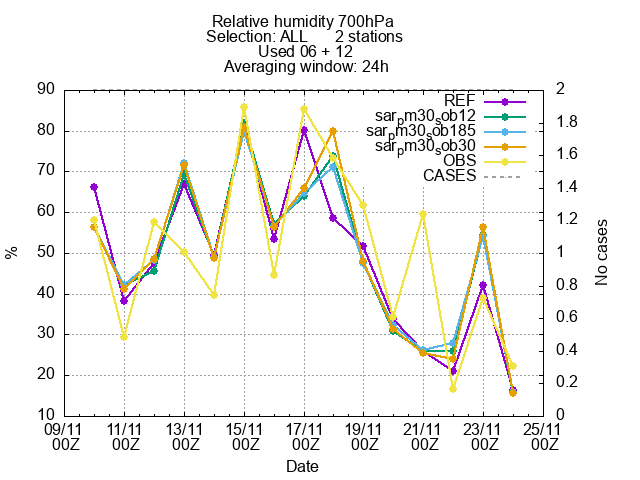 Relative humidity 700hPa
Selection: ALL 2 stations
Used 06 + 12
Averaging window: 24h
REF
sarpm30sob12
sarpm30sob185
sarpm30sob30
OBS
CASES
90
80
70
60
50
40
30
20
10
%
2
1.8
1.6
1.4
1.2
1
0.8
0.6
0.4
0.2
0
No cases
09/11 11/11 13/11 15/11 17/11 19/11 21/11 23/11 25/11
00Z 00Z 00Z 00Z 00Z 00Z 00Z 00Z 00Z
Date